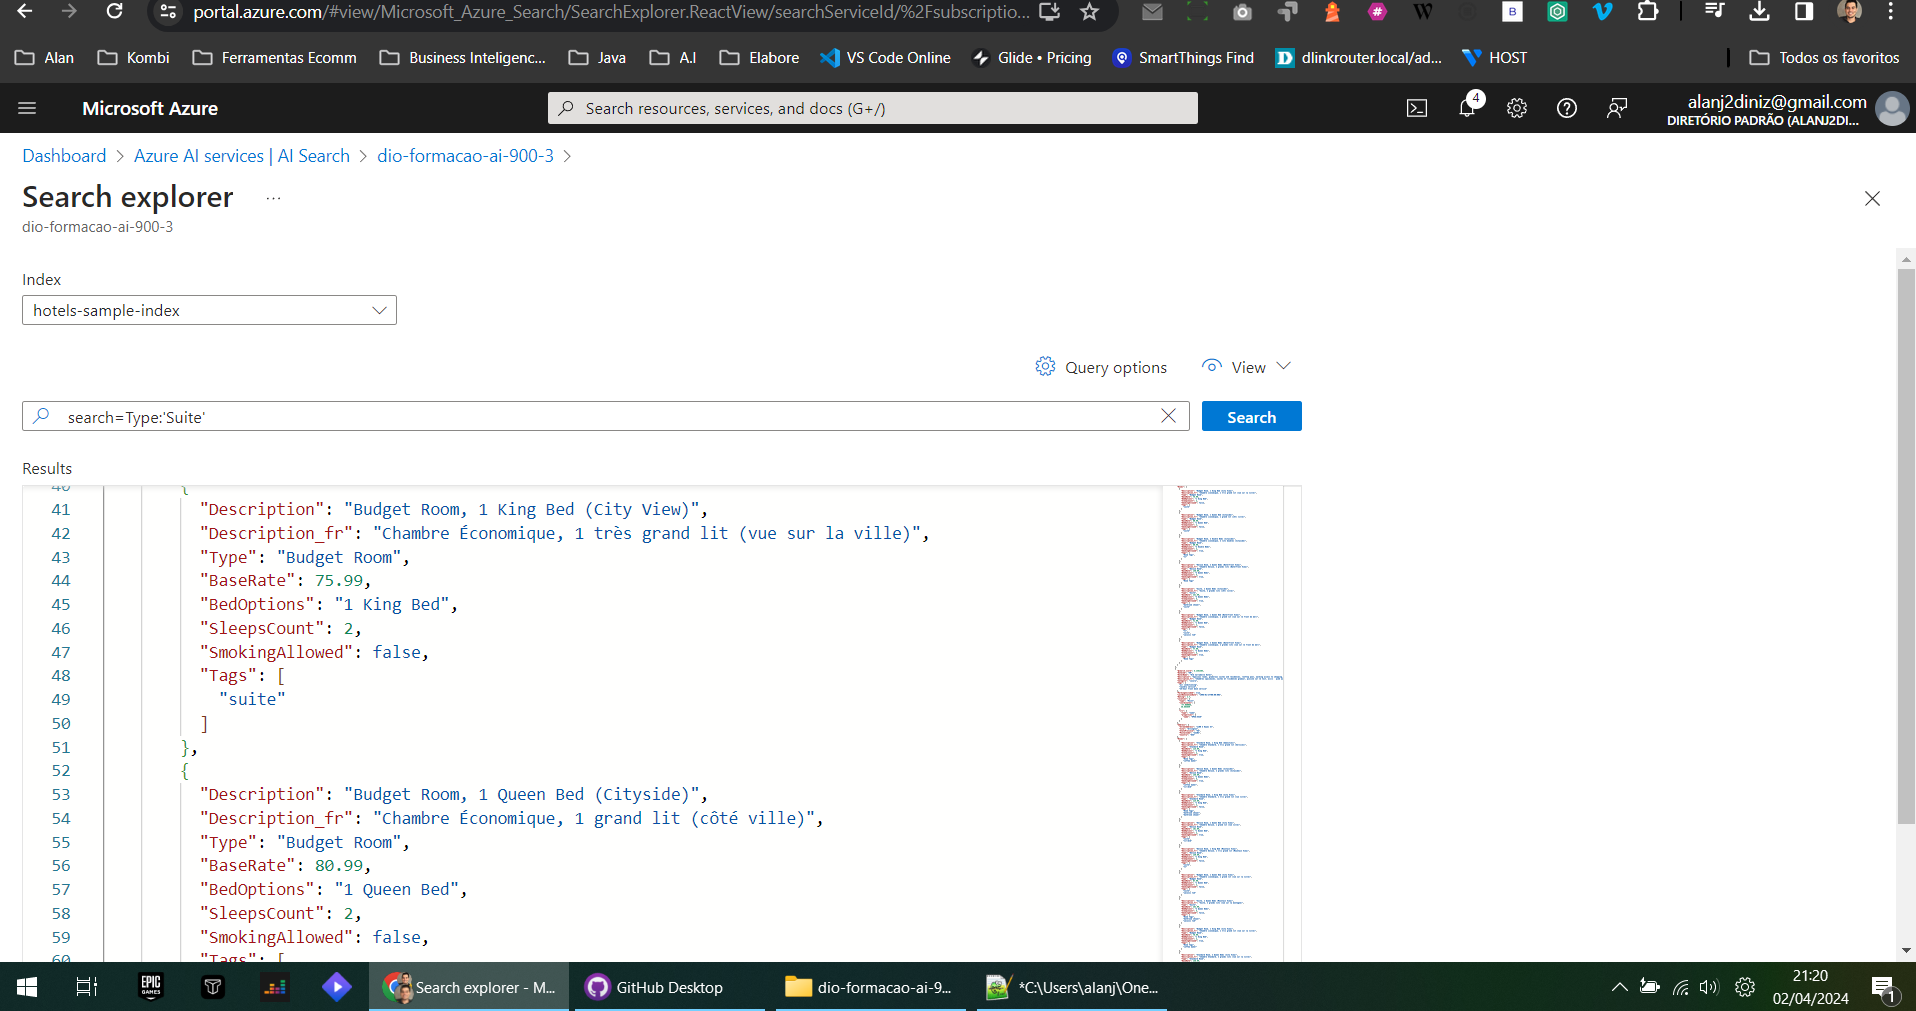 portal.azure.com/#view/Microsoft_Azure_Search/SearchExplorer.ReactView/searchServiceId/%2Fsubscriptio...
Alan Kombi Ferramentas Ecomm Business Inteligenc... Java A.I Elabore VS Code Online Glide • Pricing SmartThings Find dlinkrouter.local/ad... HOST Todos os favoritos
Microsoft Azure
Search resources, services, and docs (G+/)
4
alanj2diniz@gmail.com
DIRETÓRIO PADRÃO (ALANJ2DI...
Dashboard > Azure AI services | AI Search > dio-formacao-ai-900-3 >
Search explorer ...
dio-formacao-ai-900-3
Index
hotels-sample-index
Query options View
search=Type:'Suite'
Search
Results
40 {
41 "Description": "Budget Room, 1 King Bed (City View)",
42 "Description_fr": "Chambre Économique, 1 très grand lit (vue sur la ville)",
43 "Type": "Budget Room",
44 "BaseRate": 75.99,
45 "BedOptions": "1 King Bed",
46 "SleepsCount": 2,
47 "SmokingAllowed": false,
48 "Tags": [
49 "suite"
50 ]
51 },
52 {
53 "Description": "Budget Room, 1 Queen Bed (Cityside)",
54 "Description_fr": "Chambre Économique, 1 grand lit (côté ville)",
55 "Type": "Budget Room",
56 "BaseRate": 80.99,
57 "BedOptions": "1 Queen Bed",
58 "SleepsCount": 2,
59 "SmokingAllowed": false,
60 "Tags": [
EPIC GAMES
Search explorer - M...
GitHub Desktop
dio-formacao-ai-9...
*C:\Users\alanj\One...
21:20
02/04/2024
1